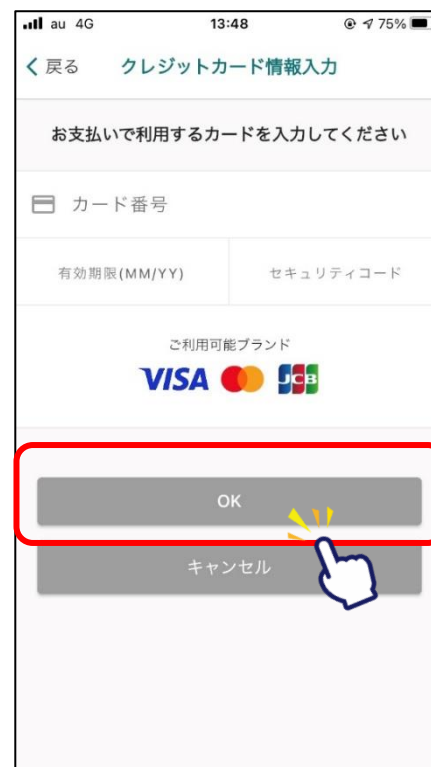 au 4G 13:48 75%
戻る クレジットカード情報入力
お支払いで利用するカードを入力してください
カード番号
有効期限(MM/YY) セキュリティコード
ご利用可能ブランド
VISA JCB
OK
キャンセル